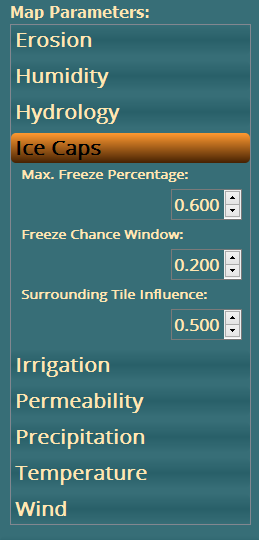 Map Parameters:
Erosion
Humidity
Hydrology
Ice Caps
Max. Freeze Percentage:
0.600
Freeze Chance Window:
0.200
Surrounding Tile Influence:
0.500
Irrigation
Permeability
Precipitation
Temperature
Wind